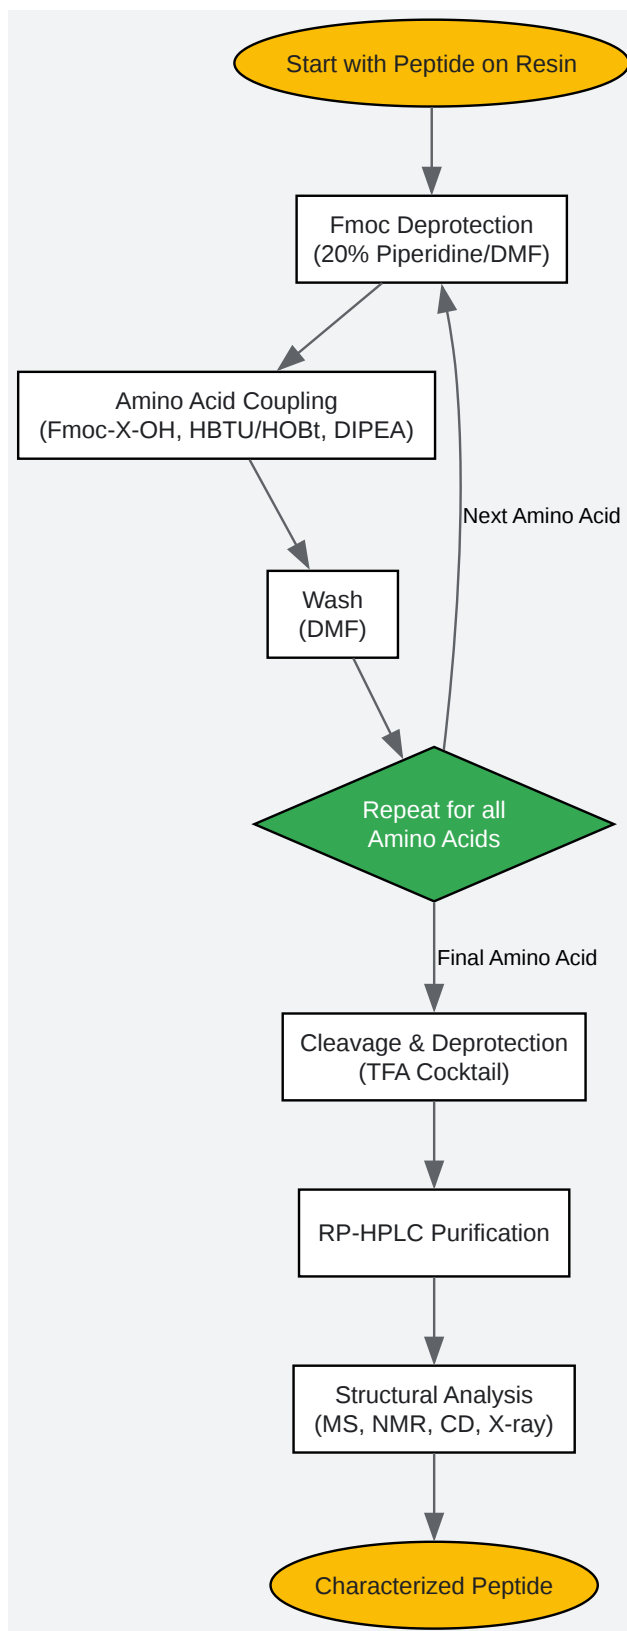 Start with Peptide on Resin
Fmoc Deprotection
(20% Piperidine/DMF)
Amino Acid Coupling
(Fmoc-X-OH, HBTU/HOBt, DIPEA)
Next Amino Acid
Wash
(DMF)
Repeat for all
Amino Acids
Final Amino Acid
Cleavage & Deprotection
(TFA Cocktail)
RP-HPLC Purification
Structural Analysis
(MS, NMR, CD, X-ray)
Characterized Peptide